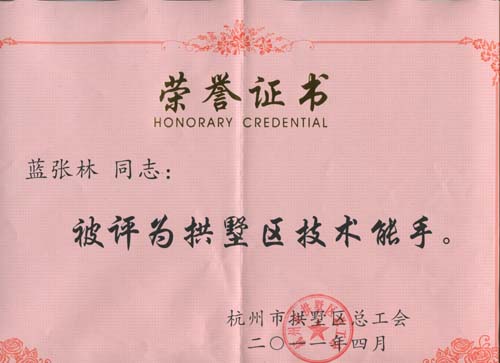 荣誉证书
HONORARY CREDENTIAL
蓝张林 同志：
被评为拱墅区技术能手。
杭州市拱墅区总工会
二〇一一年四月